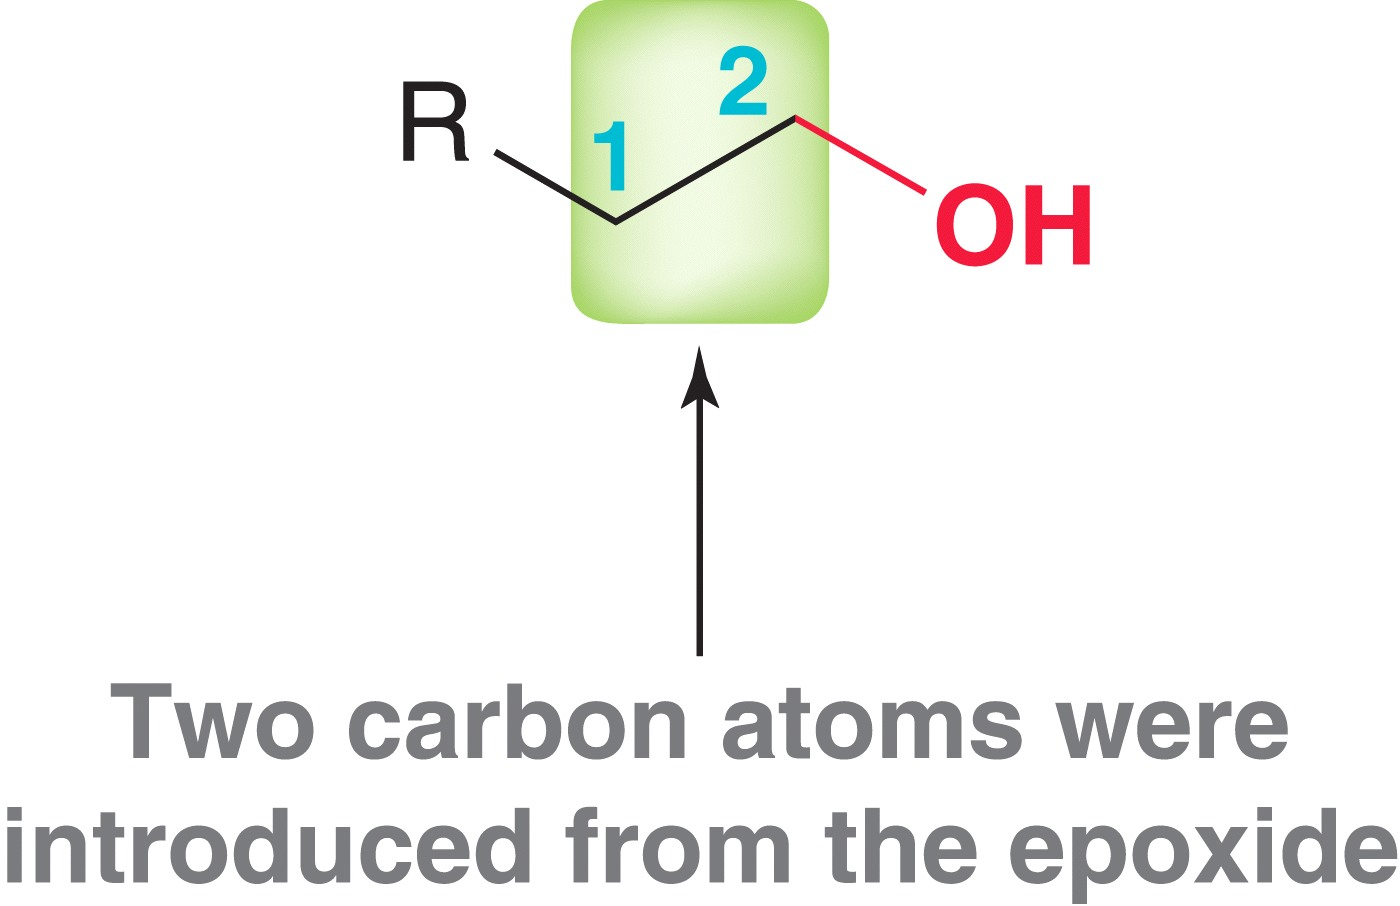 R
1
2
OH
Two carbon atoms were
introduced from the epoxide